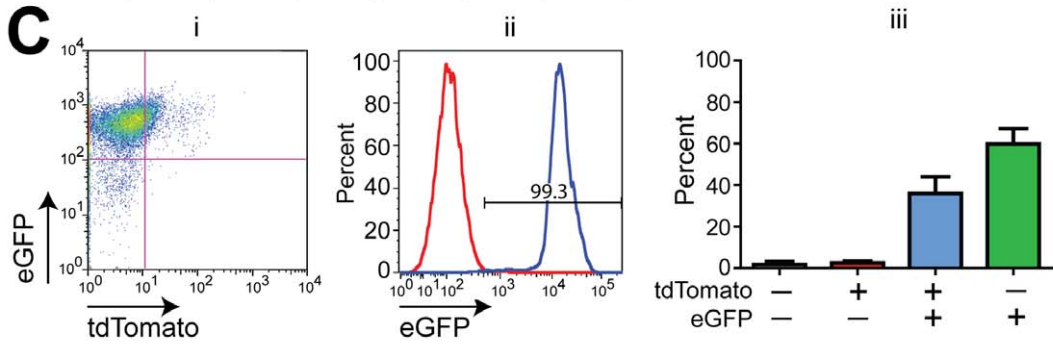 C
i
10^4
10^3
10^2
10^1
10^0
10^0 10^1 10^2 10^3 10^4
eGFP
tdTomato
ii
100
80
60
40
20
0
Percent
99.3
10^0 10^1 10^2 10^3 10^4 10^5
eGFP
iii
100
80
60
40
20
0
Percent
tdTomato — + + —
eGFP — — + +